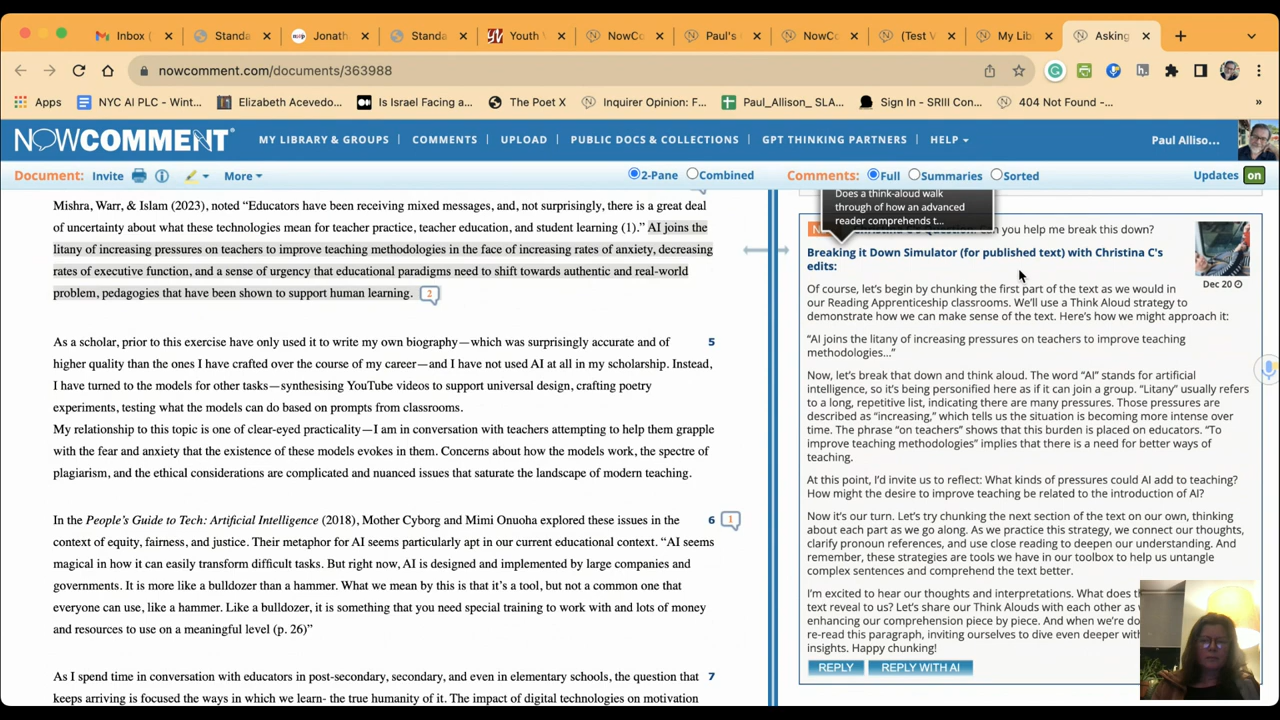 Inbox (
Standa
Jonath
Standa
Youth
NowCo
Paul's
NowCo
(Test V
My Lib
Asking
nowcomment.com/documents/363988
Apps
NYC AI PLC - Wint...
Elizabeth Acevedo...
Is Israel Facing a...
The Poet X
Inquirer Opinion: F...
Paul_Allison_ SLA...
Sign In - SRIII Con...
404 Not Found -...
»
NOWCOMMENT®
MY LIBRARY & GROUPS
COMMENTS
UPLOAD
PUBLIC DOCS & COLLECTIONS
GPT THINKING PARTNERS
HELP
Paul Alliso...
Document:
Invite
More
2-Pane
Combined
Comments:
Full
Summaries
Sorted
Updates
on
Mishra, Warr, & Islam (2023) noted “Educators have been receiving mixed messages, and, not surprisingly, there is a great deal
of uncertainty about what these technologies mean for teacher practice, teacher education, and student learning (1).” AI joins the
litany of increasing pressures on teachers to improve teaching methodologies in the face of increasing rates of anxiety, decreasing
rates of executive function, and a sense of urgency that educational paradigms need to shift towards authentic and real-world
problem, pedagogies that have been shown to support human learning.
2
As a scholar, prior to this exercise have only used it to write my own biography—which was surprisingly accurate and of
5
higher quality than the ones I have crafted over the course of my career—and I have not used AI at all in my scholarship. Instead,
I have turned to the models for other tasks—synthesising YouTube videos to support universal design, crafting poetry
experiments, testing what the models can do based on prompts from classrooms.
My relationship to this topic is one of clear-eyed practicality—I am in conversation with teachers attempting to help them grapple
with the fear and anxiety that the existence of these models evokes in them. Concerns about how the models work, the spectre of
plagiarism, and the ethical considerations are complicated and nuanced issues that saturate the landscape of modern teaching.
In the People’s Guide to Tech: Artificial Intelligence (2018), Mother Cyborg and Mimi Onuoha explored these issues in the
6
1
context of equity, fairness, and justice. Their metaphor for AI seems particularly apt in our current educational context. “AI seems
magical in how it can easily transform difficult tasks. But right now, AI is designed and implemented by large companies and
governments. It is more like a bulldozer than a hammer. What we mean by this is that it’s a tool, but not a common one that
everyone can use, like a hammer. Like a bulldozer, it is something that you need special training to work with and lots of money
and resources to use on a meaningful level (p. 26)”
As I spend time in conversation with educators in post-secondary, secondary, and even in elementary schools, the question that
7
keeps arriving is focused the ways in which we learn- the true humanity of it. The impact of digital technologies on motivation
Does a think-aloud walk
through of how an advanced
reader comprehends t...
Question: Can you help me break this down?
Breaking it Down Simulator (for published text) with Christina C's
edits:
Dec 20
Of course, let’s begin by chunking the first part of the text as we would in
our Reading Apprenticeship classrooms. We’ll use a Think Aloud strategy to
demonstrate how we can make sense of the text. Here’s how we might approach it:
“AI joins the litany of increasing pressures on teachers to improve teaching
methodologies...”
Now, let’s break that down and think aloud. The word “AI” stands for artificial
intelligence, so it’s being personified here as if it can join a group. “Litany” usually refers
to a long, repetitive list, indicating there are many pressures. Those pressures are
described as “increasing,” which tells us the situation is becoming more intense over
time. The phrase “on teachers” shows that this burden is placed on educators. “To
improve teaching methodologies” implies that there is a need for better ways of
teaching.
At this point, I’d invite us to reflect: What kinds of pressures could AI add to teaching?
How might the desire to improve teaching be related to the introduction of AI?
Now it’s our turn. Let’s try chunking the next section of the text on our own, thinking
about each part as we go along. As we practice this strategy, we connect our thoughts,
clarify pronoun references, and use close reading to deepen our understanding. And
remember, these strategies are tools we have in our toolbox to help us untangle
complex sentences and comprehend the text better.
I’m excited to hear our thoughts and interpretations. What does th
text reveal to us? Let’s share our Think Alouds with each other as
enhancing our comprehension piece by piece. And when we’re do
re-read this paragraph, inviting ourselves to dive even deeper with
insights. Happy chunking!
REPLY
REPLY WITH AI